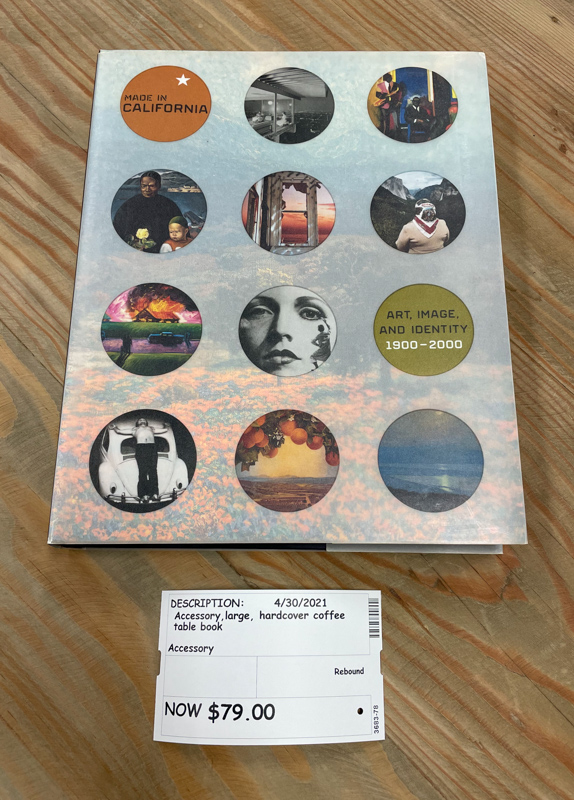 MADE IN
CALIFORNIA
ART, IMAGE,
AND IDENTITY
1900–2000
DESCRIPTION: 4/30/2021
Accessory,large, hardcover coffee
table book
Accessory
Rebound
NOW $79.00
3683-78